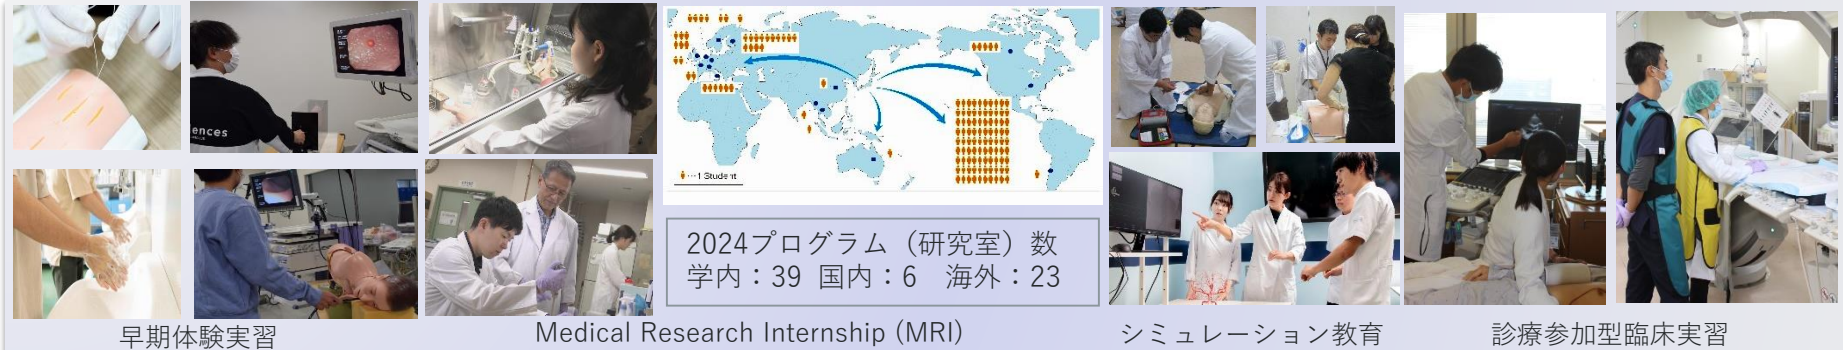 ences
…1 Student
2024プログラム（研究室）数
学内：39 国内：6　海外：23
早期体験実習
Medical Research Internship (MRI)
シミュレーション教育
診療参加型臨床実習